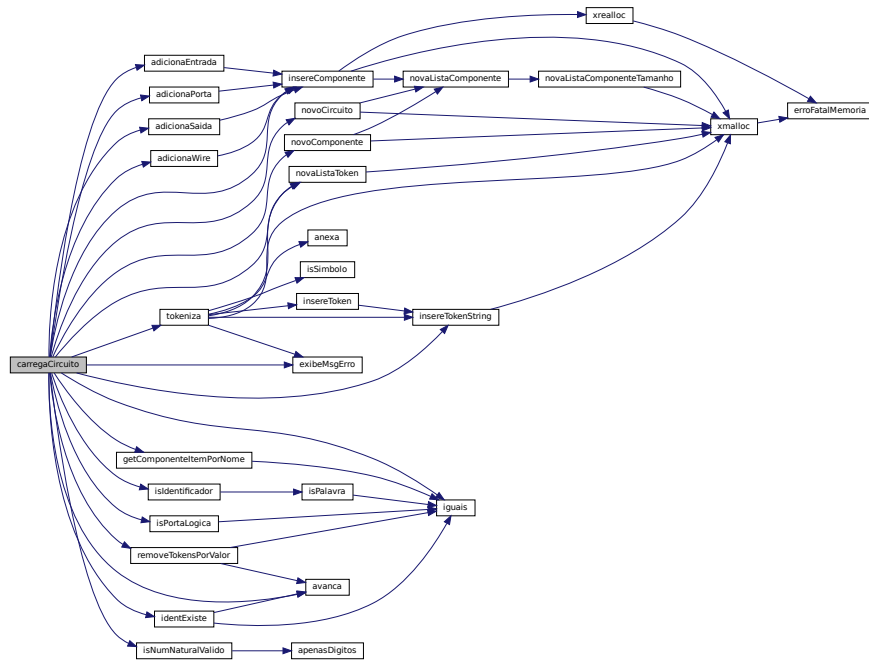 xrealloc
adicionaEntrada
insereComponente
novaListaComponente
novaListaComponenteTamanho
adicionaPorta
novoCircuito
erroFatalMemoria
adicionaSaida
xmalloc
novoComponente
adicionaWire
novaListaToken
anexa
isSimbolo
insereToken
tokeniza
insereTokenString
carregaCircuito
exibeMsgErro
getComponenteItemPorNome
isIdentificador
isPalavra
iguais
isPortaLogica
removeTokensPorValor
avanca
identExiste
isNumNaturalValido
apenasDigitos